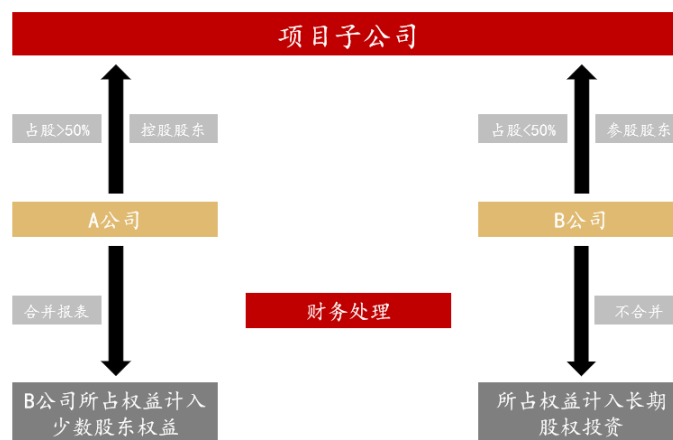 项目子公司
占股>50%
控股股东
占股<50%
参股股东
A公司
B公司
合并报表
财务处理
不合并
B公司所占权益计入
少数股东权益
所占权益计入长期
股权投资